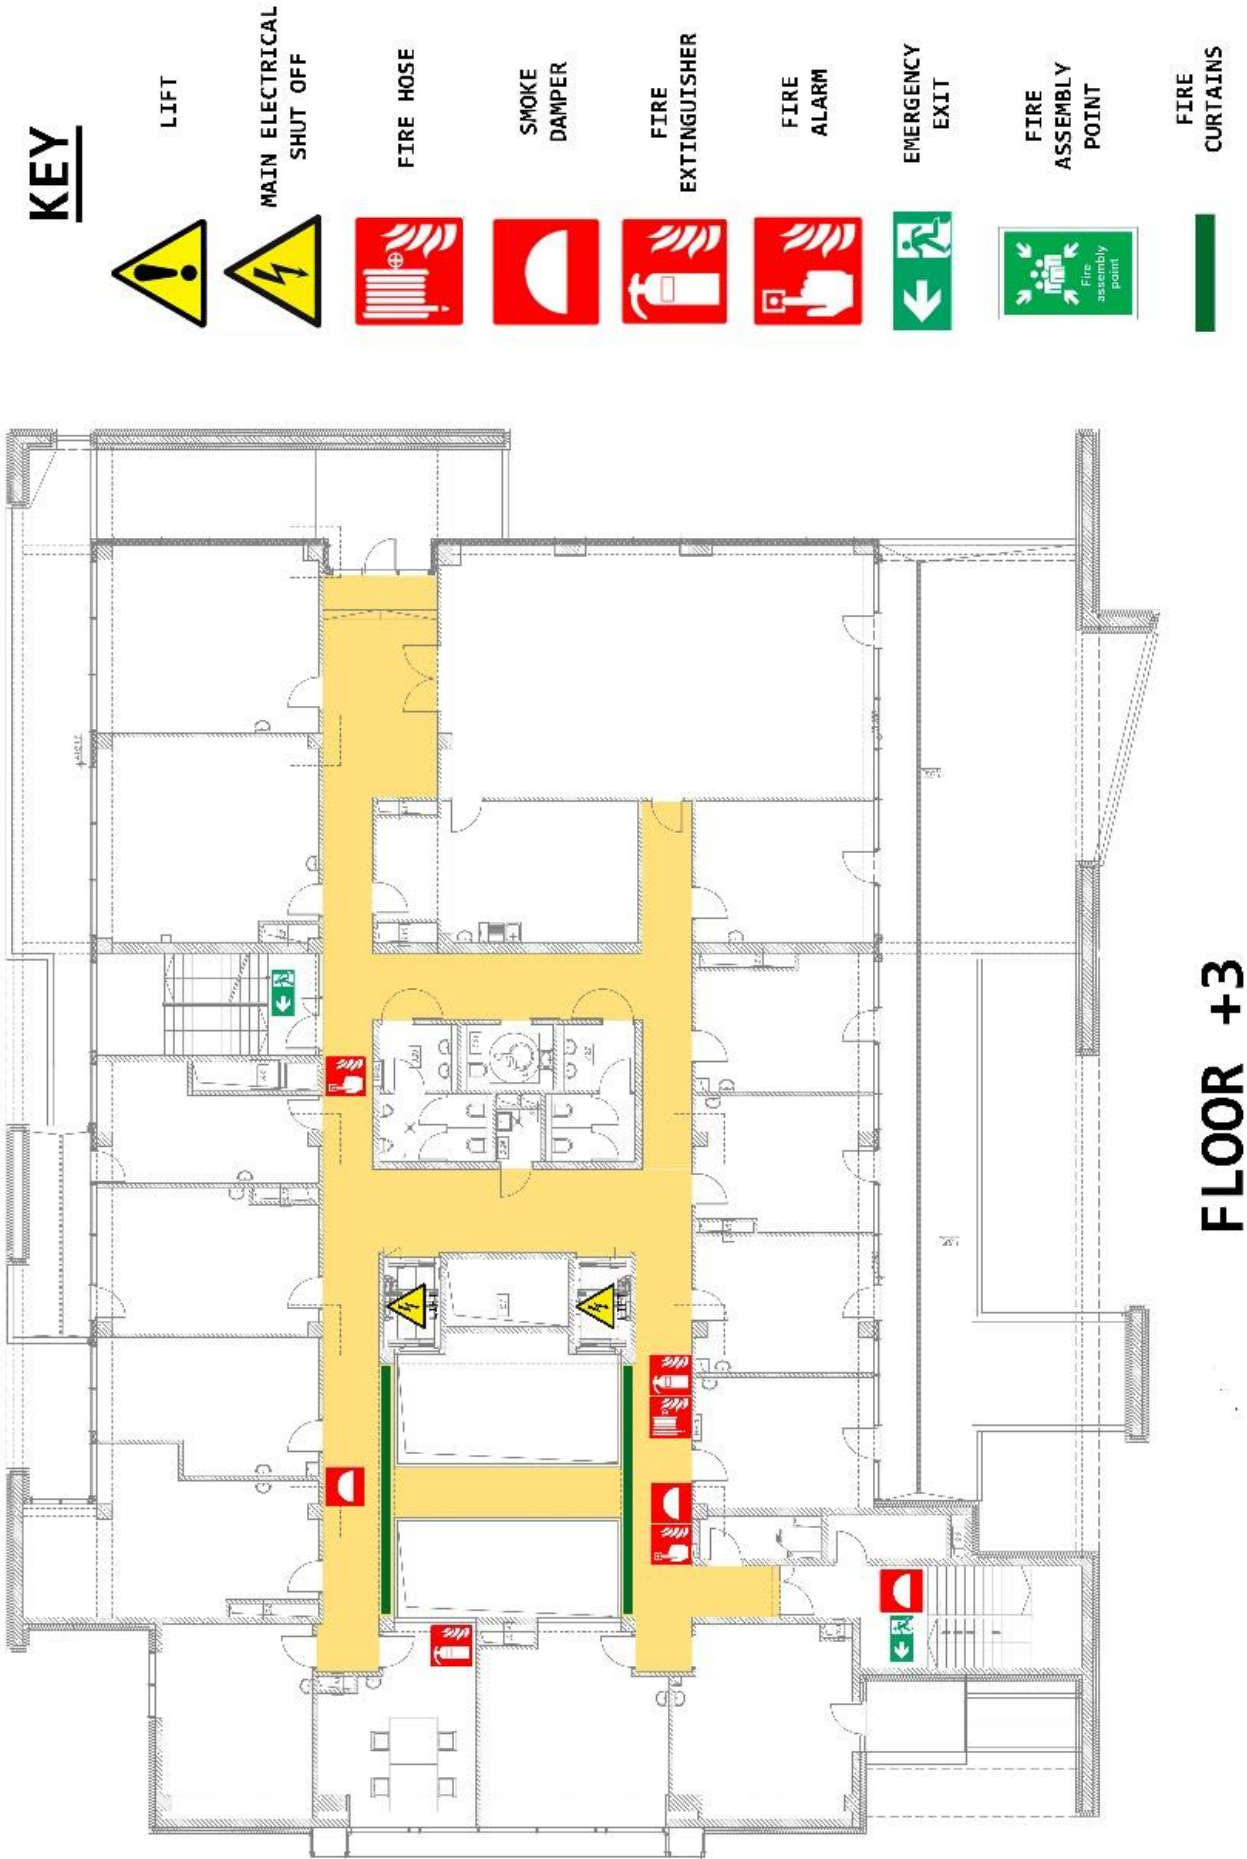 KEY
LIFT
MAIN ELECTRICAL
SHUT OFF
FIRE HOSE
SMOKE
DAMPER
FIRE
EXTINGUISHER
FIRE
ALARM
EMERGENCY
EXIT
Fire
assembly
point
FIRE
ASSEMBLY
POINT
FIRE
CURTAINS
FLOOR +3